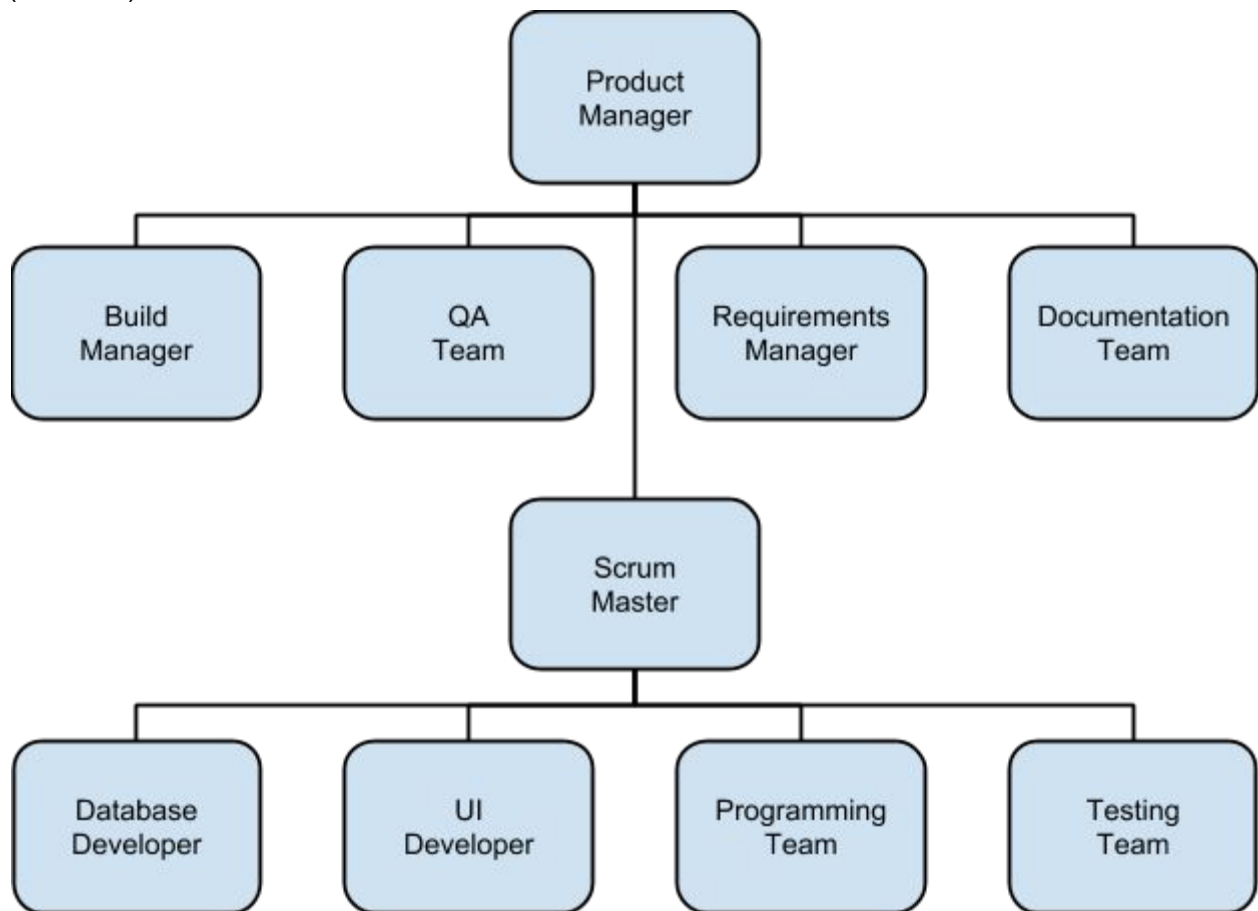 Product
Manager
Build
Manager
QA
Team
Requirements
Manager
Documentation
Team
Scrum
Master
Database
Developer
UI
Developer
Programming
Team
Testing
Team